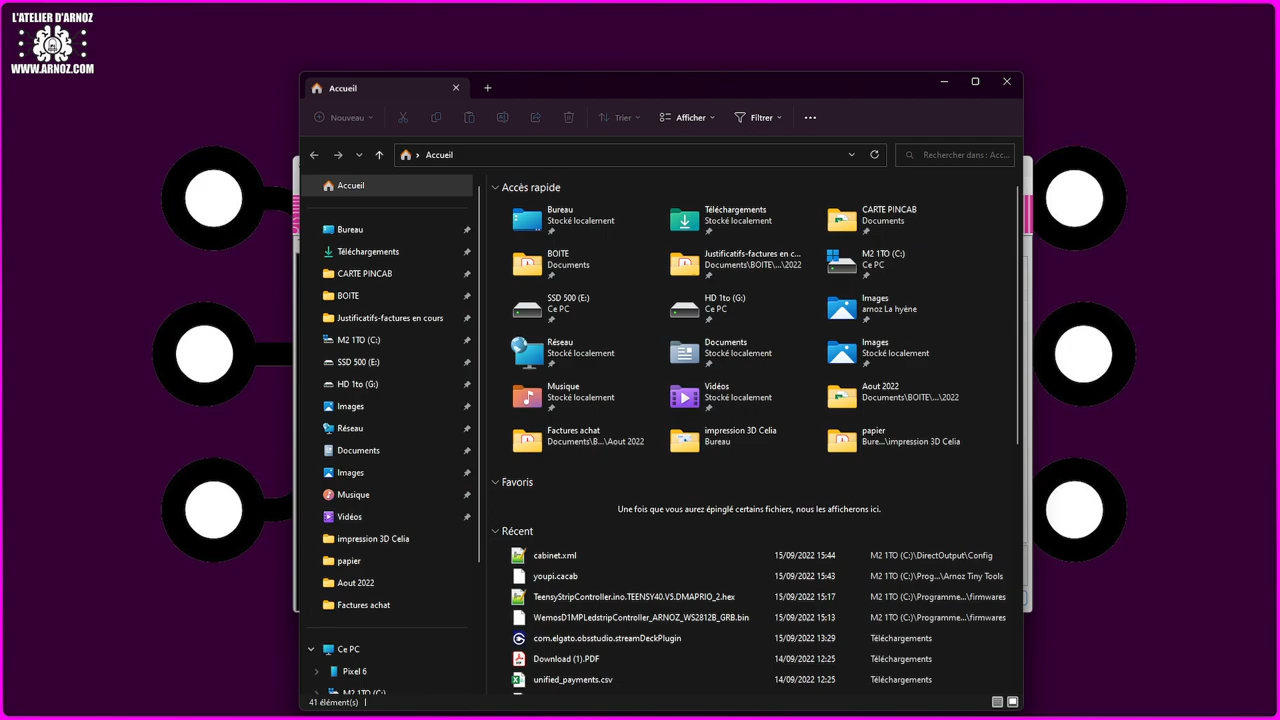 L'ATELIER D'ARNOZ
WWW.ARNOZ.COM
Accueil
Nouveau
Trier
Afficher
Filtrer
Accueil
Rechercher dans : Acc...
Accueil
Bureau
Téléchargements
CARTE PINCAB
BOITE
Justificatifs-factures en cours
M2 1TO (C:)
SSD 500 (E:)
HD 1to (G:)
Images
Réseau
Documents
Images
Musique
Vidéos
impression 3D Celia
papier
Aout 2022
Factures achat
Ce PC
Pixel 6
M2 1TO (C:)
Accès rapide
Bureau
Stocké localement
Téléchargements
Stocké localement
CARTE PINCAB
Documents
BOITE
Documents
Justificatifs-factures en c...
Documents\BOITE\...\2022
M2 1TO (C:)
Ce PC
SSD 500 (E:)
Ce PC
HD 1to (G:)
Ce PC
Images
arnoz La hyène
Réseau
Stocké localement
Documents
Stocké localement
Images
Stocké localement
Musique
Stocké localement
Vidéos
Stocké localement
Aout 2022
Documents\BOITE\...\2022
Factures achat
Documents\B...\Aout 2022
impression 3D Celia
Bureau
papier
Bure...\impression 3D Celia
Favoris
Une fois que vous aurez épinglé certains fichiers, nous les afficherons ici.
Récent
cabinet.xml 15/09/2022 15:44 M2 1TO (C:)\DirectOutput\Config
youpi.cacab 15/09/2022 15:43 M2 1TO (C:)\Prog...\Arnoz Tiny Tools
TeensyStripController.ino.TEENSY40.V5.DMAPRIO_2.hex 15/09/2022 15:17 M2 1TO (C:)\Programme...\firmwares
WemosD1MPLedstripController_ARNOZ_WS2812B_GRB.bin 15/09/2022 15:13 M2 1TO (C:)\Programme...\firmwares
com.elgato.obsstudio.streamDeckPlugin 15/09/2022 13:29 Téléchargements
Download (1).PDF 14/09/2022 12:25 Téléchargements
unified_payments.csv 14/09/2022 12:25 Téléchargements
41 élément(s)